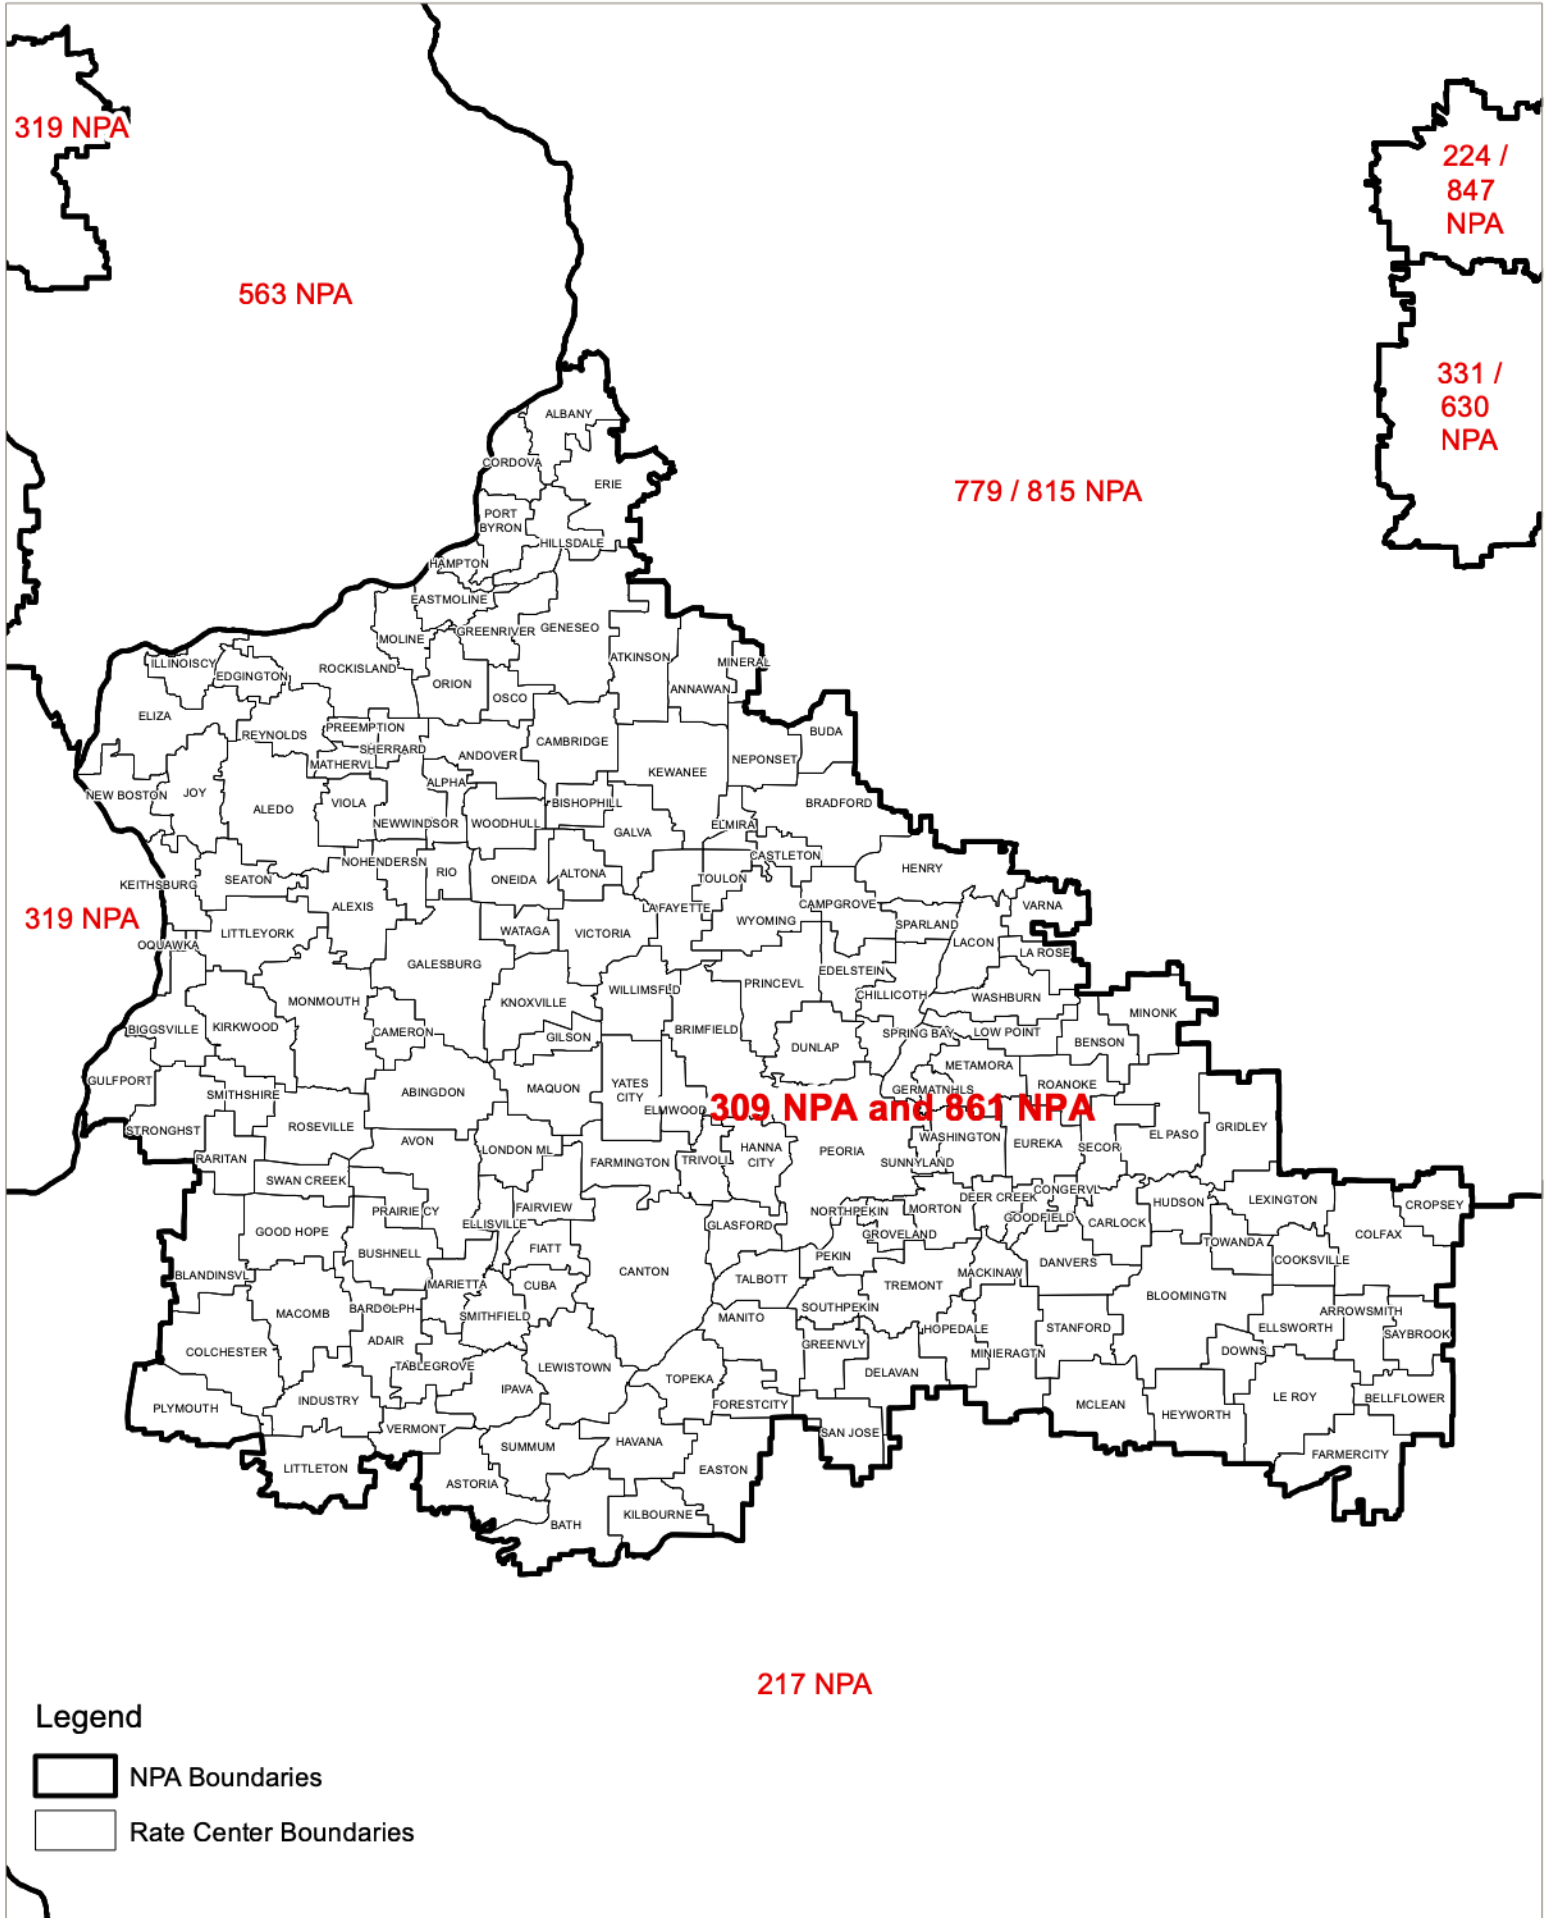 319 NPA
224 /
847
NPA
563 NPA
331 /
630
NPA
ALBANY
CORDOVA
ERIE
779 / 815 NPA
PORT
BYRON
HILLSDALE
HAMPTON
EASTMOLINE
GREENRIVER
GENESEO
MOLINE
ATKINSON
MINERAL
ILLINOISCY
EDGINGTON
ROCKISLAND
ORION
OSCO
ANNAWAN
ELIZA
REYNOLDS
PREEMPTION
SHERRARD
MATHERVL
ANDOVER
CAMBRIDGE
BUDA
NEPONSET
KEWANEE
ALPHA
NEW BOSTON
JOY
ALEDO
VIOLA
NEWWINDSOR
WOODHULL
BISHOPHILL
GALVA
ELMIRA
BRADFORD
NOHENDERSN
RIO
ONEIDA
ALTONA
CASTLETON
TOULON
HENRY
KEITHSBURG
SEATON
ALEXIS
LAFAYETTE
WYOMING
CAMPGROVE
VARNA
319 NPA
LITTLEYORK
WATAGA
VICTORIA
SPARLAND
LACON
LA ROSE
OQUAWKA
GALESBURG
EDELSTEIN
PRINCEVL
WILLIMSFLD
CHILLICOTH
WASHBURN
MONMOUTH
KNOXVILLE
MINONK
BIGGSVILLE
KIRKWOOD
CAMERON
GILSON
BRIMFIELD
DUNLAP
SPRING BAY
LOW POINT
BENSON
METAMORA
GULFPORT
SMITHSHIRE
ABINGDON
MAQUON
YATES
CITY
GERMATNHLS
ROANOKE
ELMWOOD
309 NPA and 861 NPA
STRONGHST
ROSEVILLE
AVON
LONDON ML
HANNA
CITY
PEORIA
WASHINGTON
EUREKA
SECOR
EL PASO
GRIDLEY
RARITAN
FARMINGTON
TRIVOLI
SUNNYLAND
SWAN CREEK
PRAIRIE CY
FAIRVIEW
ELLISVILLE
NORTHPEKIN
MORTON
DEER CREEK
CONGERVL
GOODFIELD
CARLOCK
HUDSON
LEXINGTON
CROPSEY
GOOD HOPE
GLASFORD
GROVELAND
COLFAX
BUSHNELL
FIATT
PEKIN
TOWANDA
COOKSVILLE
DANVERS
BLANDINSVL
MARIETTA
CUBA
CANTON
TALBOTT
TREMONT
MACKINAW
BLOOMINGTN
MACOMB
BARDOLPH
SMITHFIELD
MANITO
SOUTHPEKIN
HOPEDALE
STANFORD
ARROWSMITH
ELLSWORTH
SAYBROOK
COLCHESTER
ADAIR
TABLEGROVE
LEWISTOWN
GREENVLY
MINIERAGTN
DOWNS
TOPEKA
DELAVAN
PLYMOUTH
INDUSTRY
IPAVA
FORESTCITY
MCLEAN
HEYWORTH
LE ROY
BELLFLOWER
VERMONT
SUMMUM
HAVANA
SAN JOSE
FARMERCITY
LITTLETON
ASTORIA
EASTON
BATH
KILBOURNE
217 NPA
Legend
NPA Boundaries
Rate Center Boundaries